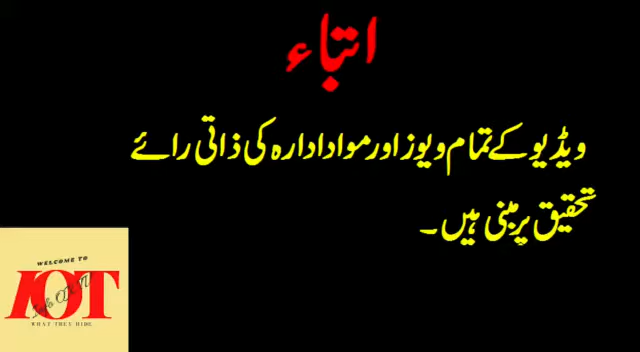 اتباء
ویڈیو کے تمام ویوز اور مواد ادارہ کی ذاتی رائے
تحقیق پر مبنی ہیں۔
WELCOME TO
IOT
WHAT THEY HIDE